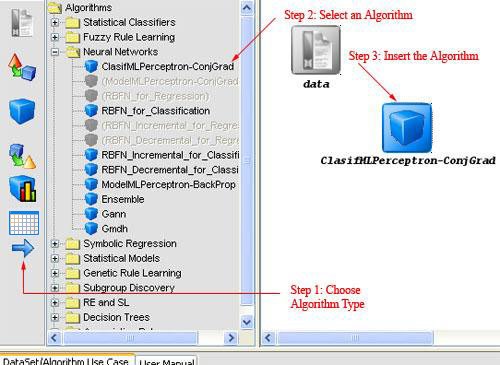 Algorithms
Statistical Classifiers
Fuzzy Rule Learning
Neural Networks
ClasifMLPerceptron-ConjGrad
(ModelMLPerceptron-ConjGrad
(RBFN_for_Regression)
RBFN_for_Classification
(RBFN_Incremental_for_Regre
(RBFN_Decremental_for_Regre
RBFN_Incremental_for_Classifi
RBFN_Decremental_for_Classif
ModelMLPerceptron-BackProp
Ensemble
Gann
Gmdh
Symbolic Regression
Statistical Models
Genetic Rule Learning
Subgroup Discovery
RE and SL
Decision Trees
Step 2: Select an Algorithm
Step 3: Insert the Algorithm
data
ClasifMLPerceptron-ConjGrad
Step 1: Choose
Algorithm Type
DataSet/Algorithm Use Case
User Manual